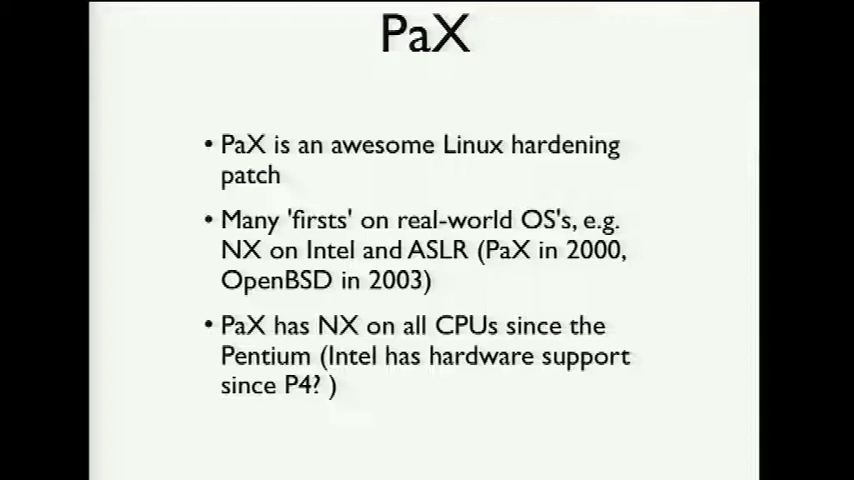 PaX
• PaX is an awesome Linux hardening
patch
• Many 'firsts' on real-world OS's, e.g.
NX on Intel and ASLR (PaX in 2000,
OpenBSD in 2003)
• PaX has NX on all CPUs since the
Pentium (Intel has hardware support
since P4? )